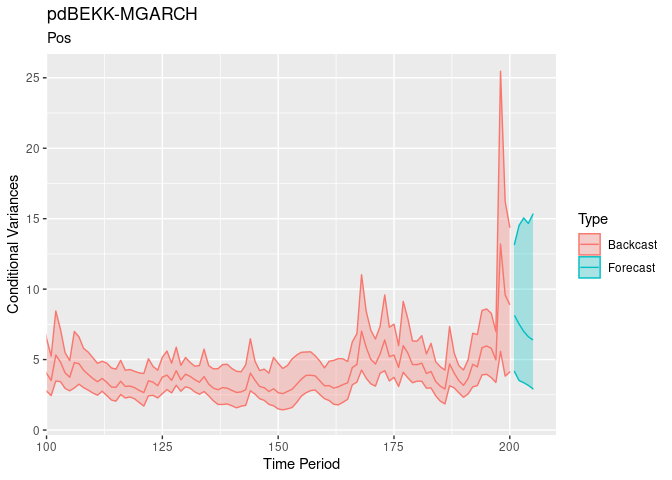 pdBEKK-MGARCH
Pos
25
20
15
10
5
0
Conditional Variances
100 125 150 175 200
Time Period
Type
Backcast
Forecast